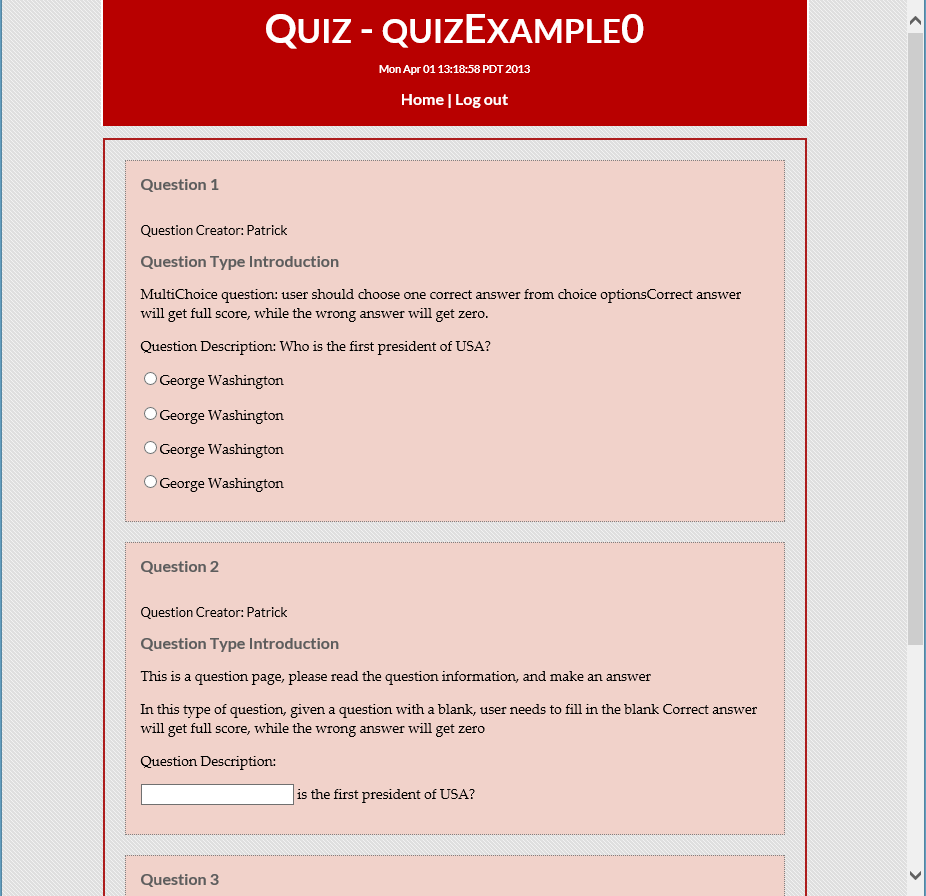 Quiz - quizExample0
Mon Apr 01 13:18:58 PDT 2013
Home | Log out
Question 1
Question Creator: Patrick
Question Type Introduction
MultiChoice question: user should choose one correct answer from choice optionsCorrect answer
will get full score, while the wrong answer will get zero.
Question Description: Who is the first president of USA?
George Washington
George Washington
George Washington
George Washington
Question 2
Question Creator: Patrick
Question Type Introduction
This is a question page, please read the question information, and make an answer
In this type of question, given a question with a blank, user needs to fill in the blank Correct answer
will get full score, while the wrong answer will get zero
Question Description:
is the first president of USA?
Question 3